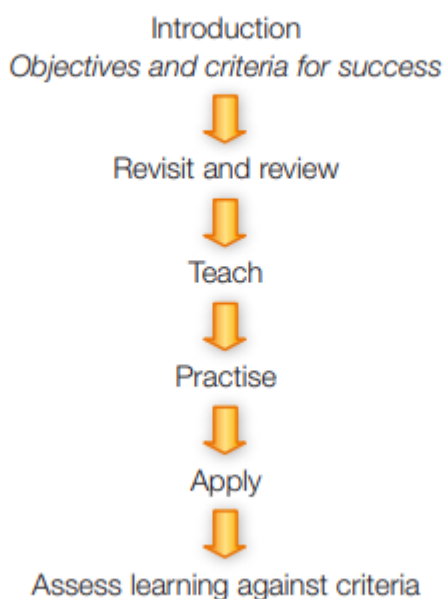 Introduction
Objectives and criteria for success
Revisit and review
Teach
Practise
Apply
Assess learning against criteria